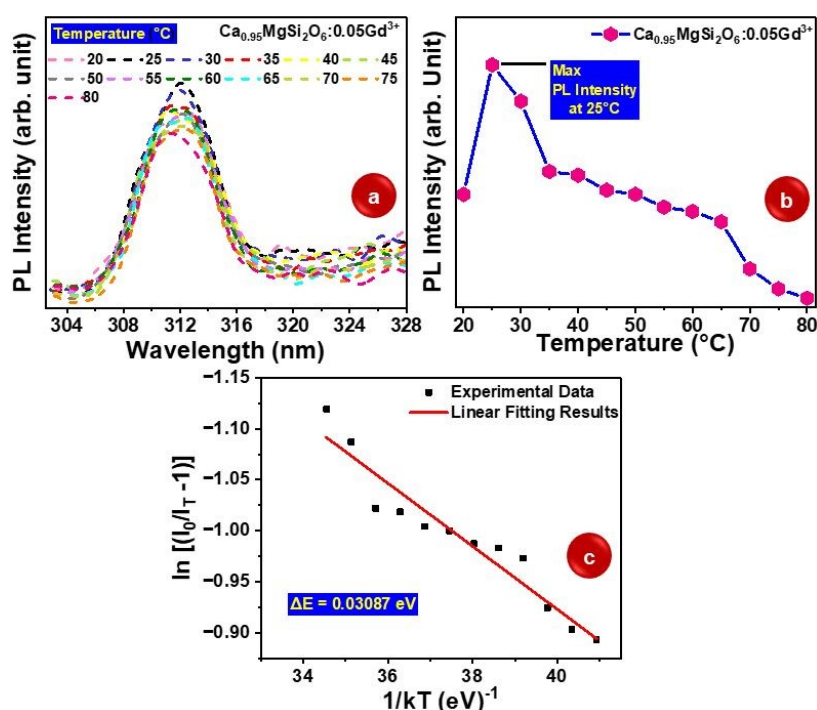 Temperature (°C)
Ca0.95MgSi2O6:0.05Gd3+
20 25 30 35 40 45
50 55 60 65 70 75
80
PL Intensity (arb. Unit)
a
304 308 312 316 320 324 328
Wavelength (nm)
Ca0.95MgSi2O6:0.05Gd3+
Max
PL Intensity
at 25°C
PL Intensity (arb. Unit)
b
20 30 40 50 60 70 80
Temperature (°C)
−1.15
−1.10
−1.05
−1.00
−0.95
−0.90
ln [(I0/IT -1)]
Experimental Data
Linear Fitting Results
c
ΔE = 0.03087 eV
34 36 38 40
1/kT (eV)-1